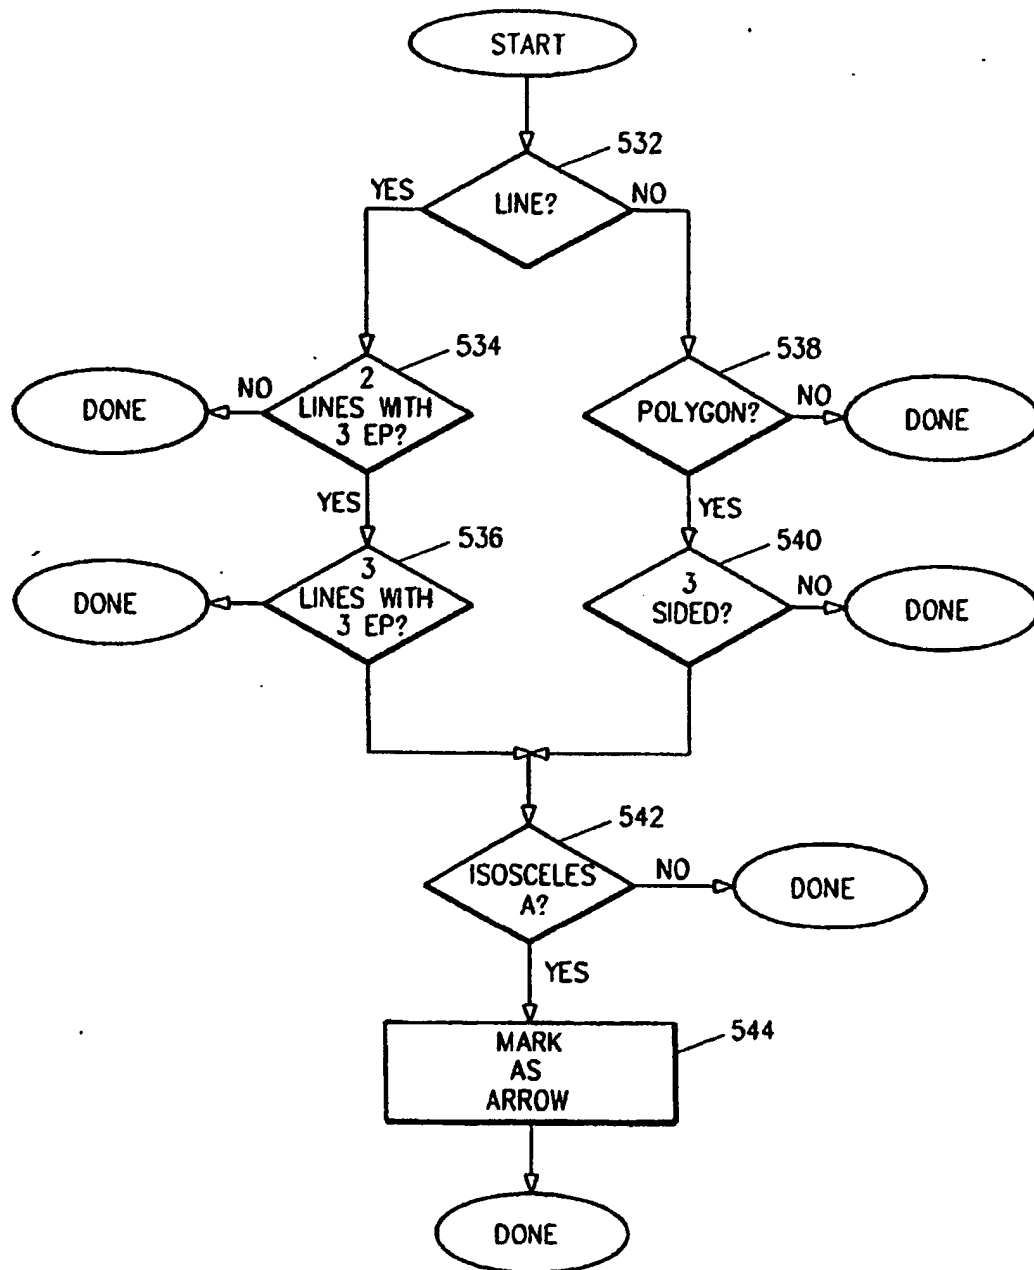 START
532
YES
LINE?
NO
534
2
LINES WITH
3 EP?
NO
DONE
YES
538
POLYGON?
NO
DONE
YES
536
3
LINES WITH
3 EP?
DONE
540
3
SIDED?
NO
DONE
542
ISOSCELES
A?
NO
DONE
YES
544
MARK
AS
ARROW
DONE